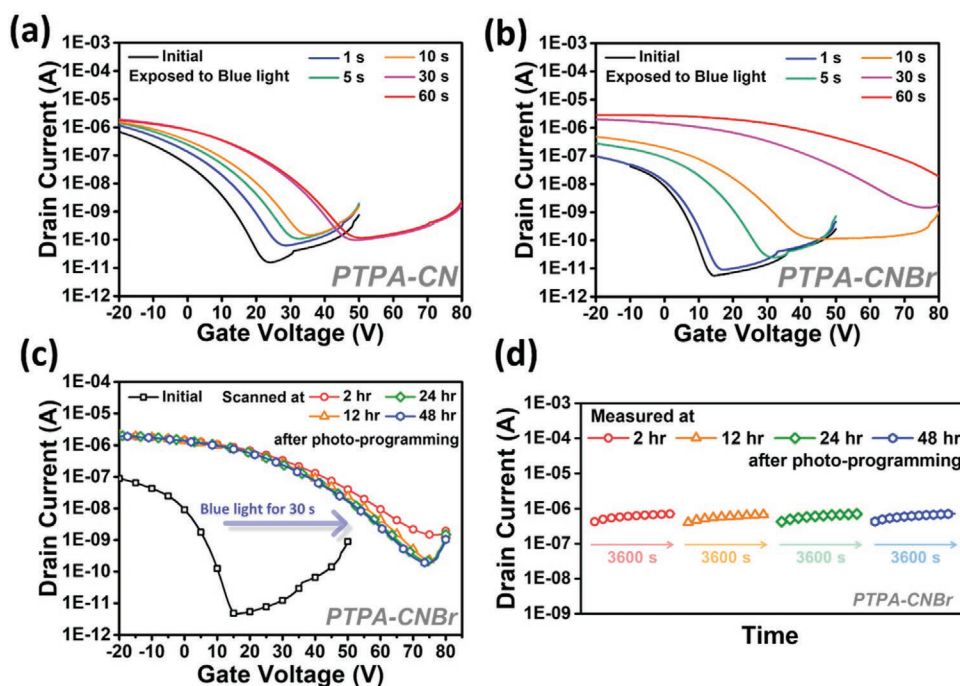 (a)
Drain Current (A)
1E-03
1E-04
1E-05
1E-06
1E-07
1E-08
1E-09
1E-10
1E-11
1E-12
Initial
Exposed to Blue light
1 s
5 s
10 s
30 s
60 s
PTPA-CN
-20 -10 0 10 20 30 40 50 60 70 80
Gate Voltage (V)
(b)
Drain Current (A)
1E-03
1E-04
1E-05
1E-06
1E-07
1E-08
1E-09
1E-10
1E-11
1E-12
Initial
Exposed to Blue light
1 s
5 s
10 s
30 s
60 s
PTPA-CNBr
-20 -10 0 10 20 30 40 50 60 70 80
Gate Voltage (V)
(c)
Drain Current (A)
1E-04
1E-05
1E-06
1E-07
1E-08
1E-09
1E-10
1E-11
1E-12
Initial
Scanned at
2 hr
24 hr
12 hr
48 hr
after photo-programming
Blue light for 30 s
PTPA-CNBr
-20 -10 0 10 20 30 40 50 60 70 80
Gate Voltage (V)
(d)
Drain Current (A)
1E-03
1E-04
1E-05
1E-06
1E-07
1E-08
1E-09
Measured at
2 hr
12 hr
24 hr
48 hr
after photo-programming
3600 s
3600 s
3600 s
3600 s
PTPA-CNBr
Time